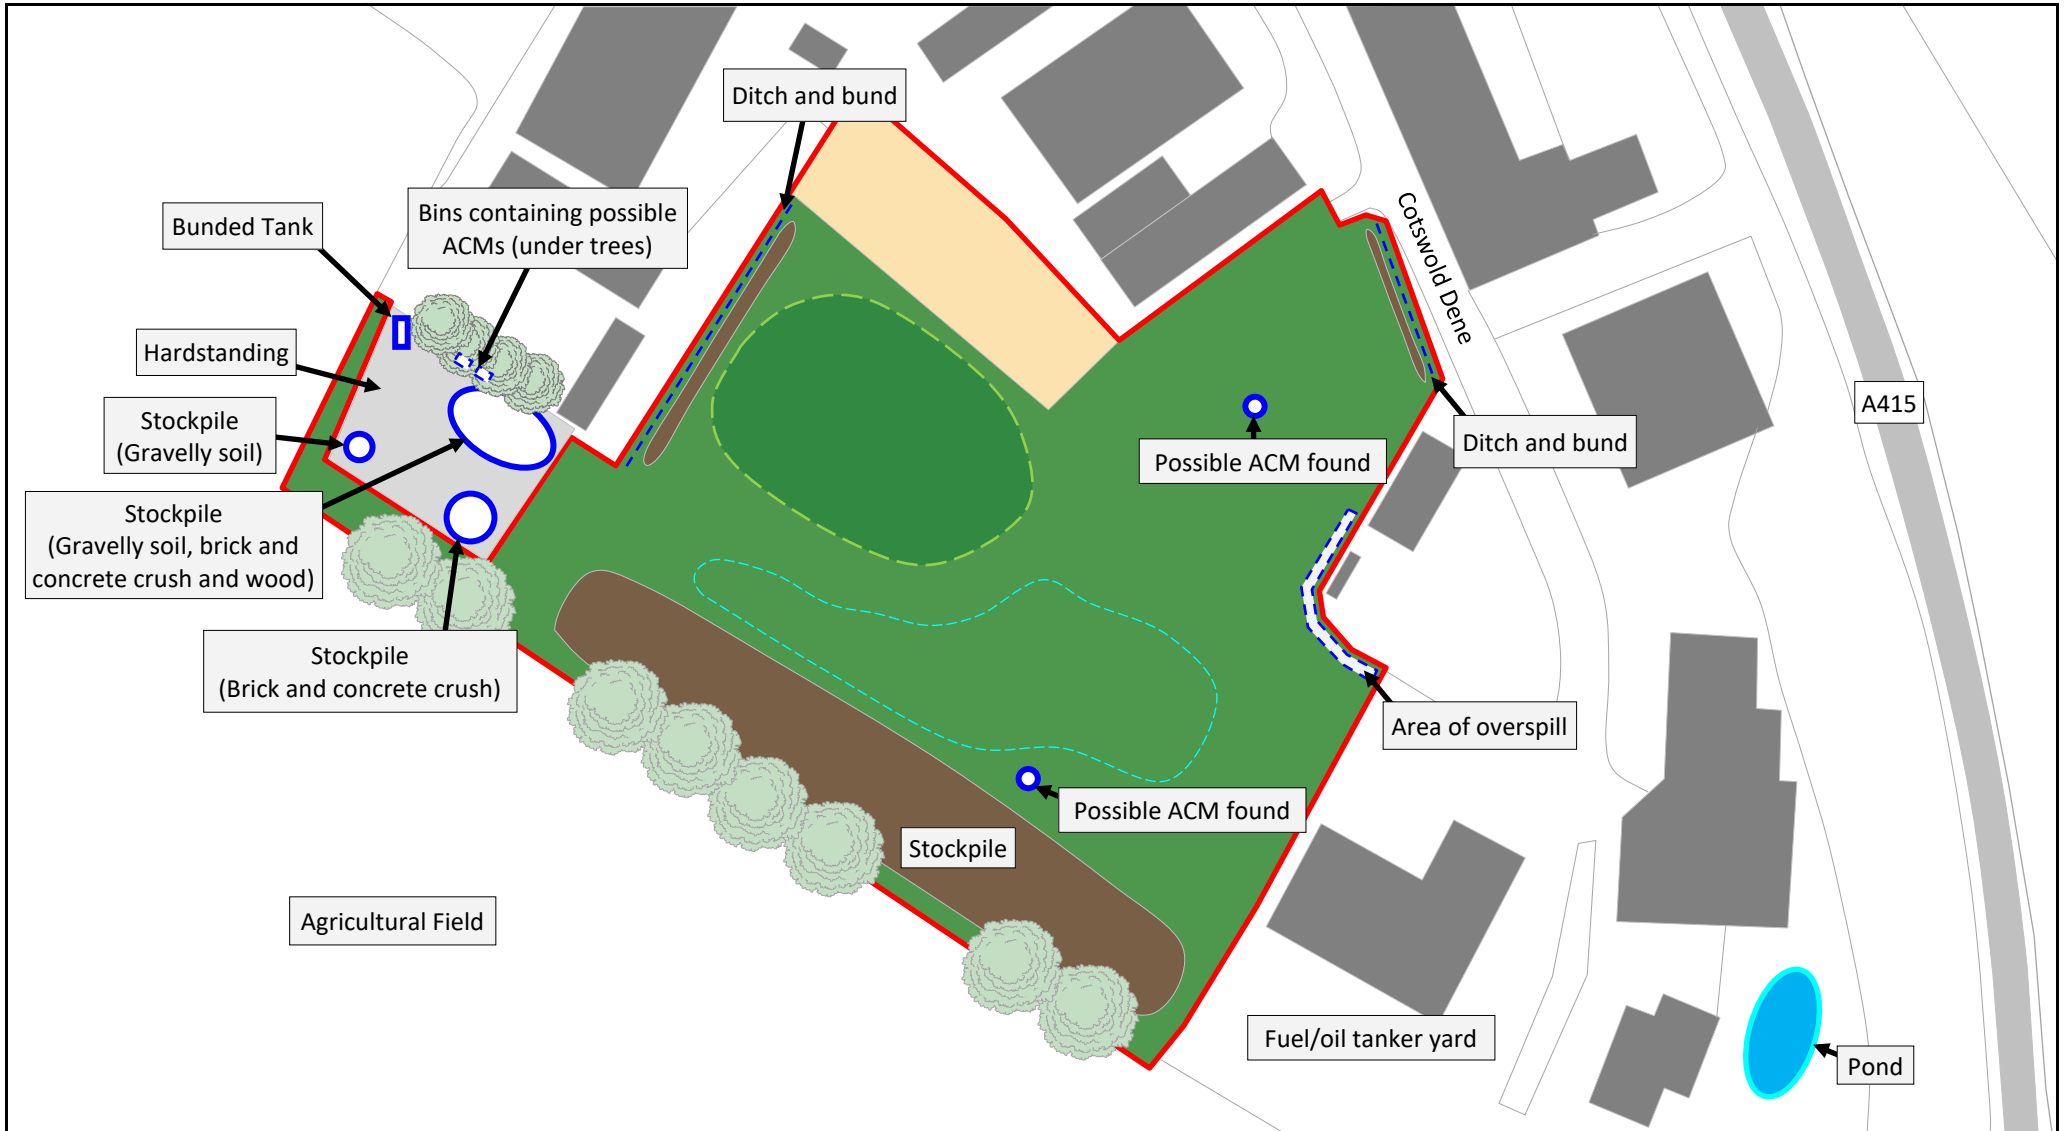 Ditch and bund
Bins containing possible
ACMs (under trees)
Bunded Tank
Cotswold Dene
Hardstanding
A415
Stockpile
(Gravelly soil)
Possible ACM found
Ditch and bund
Stockpile
(Gravelly soil, brick and
concrete crush and wood)
Stockpile
(Brick and concrete crush)
Area of overspill
Possible ACM found
Stockpile
Agricultural Field
Fuel/oil tanker yard
Pond